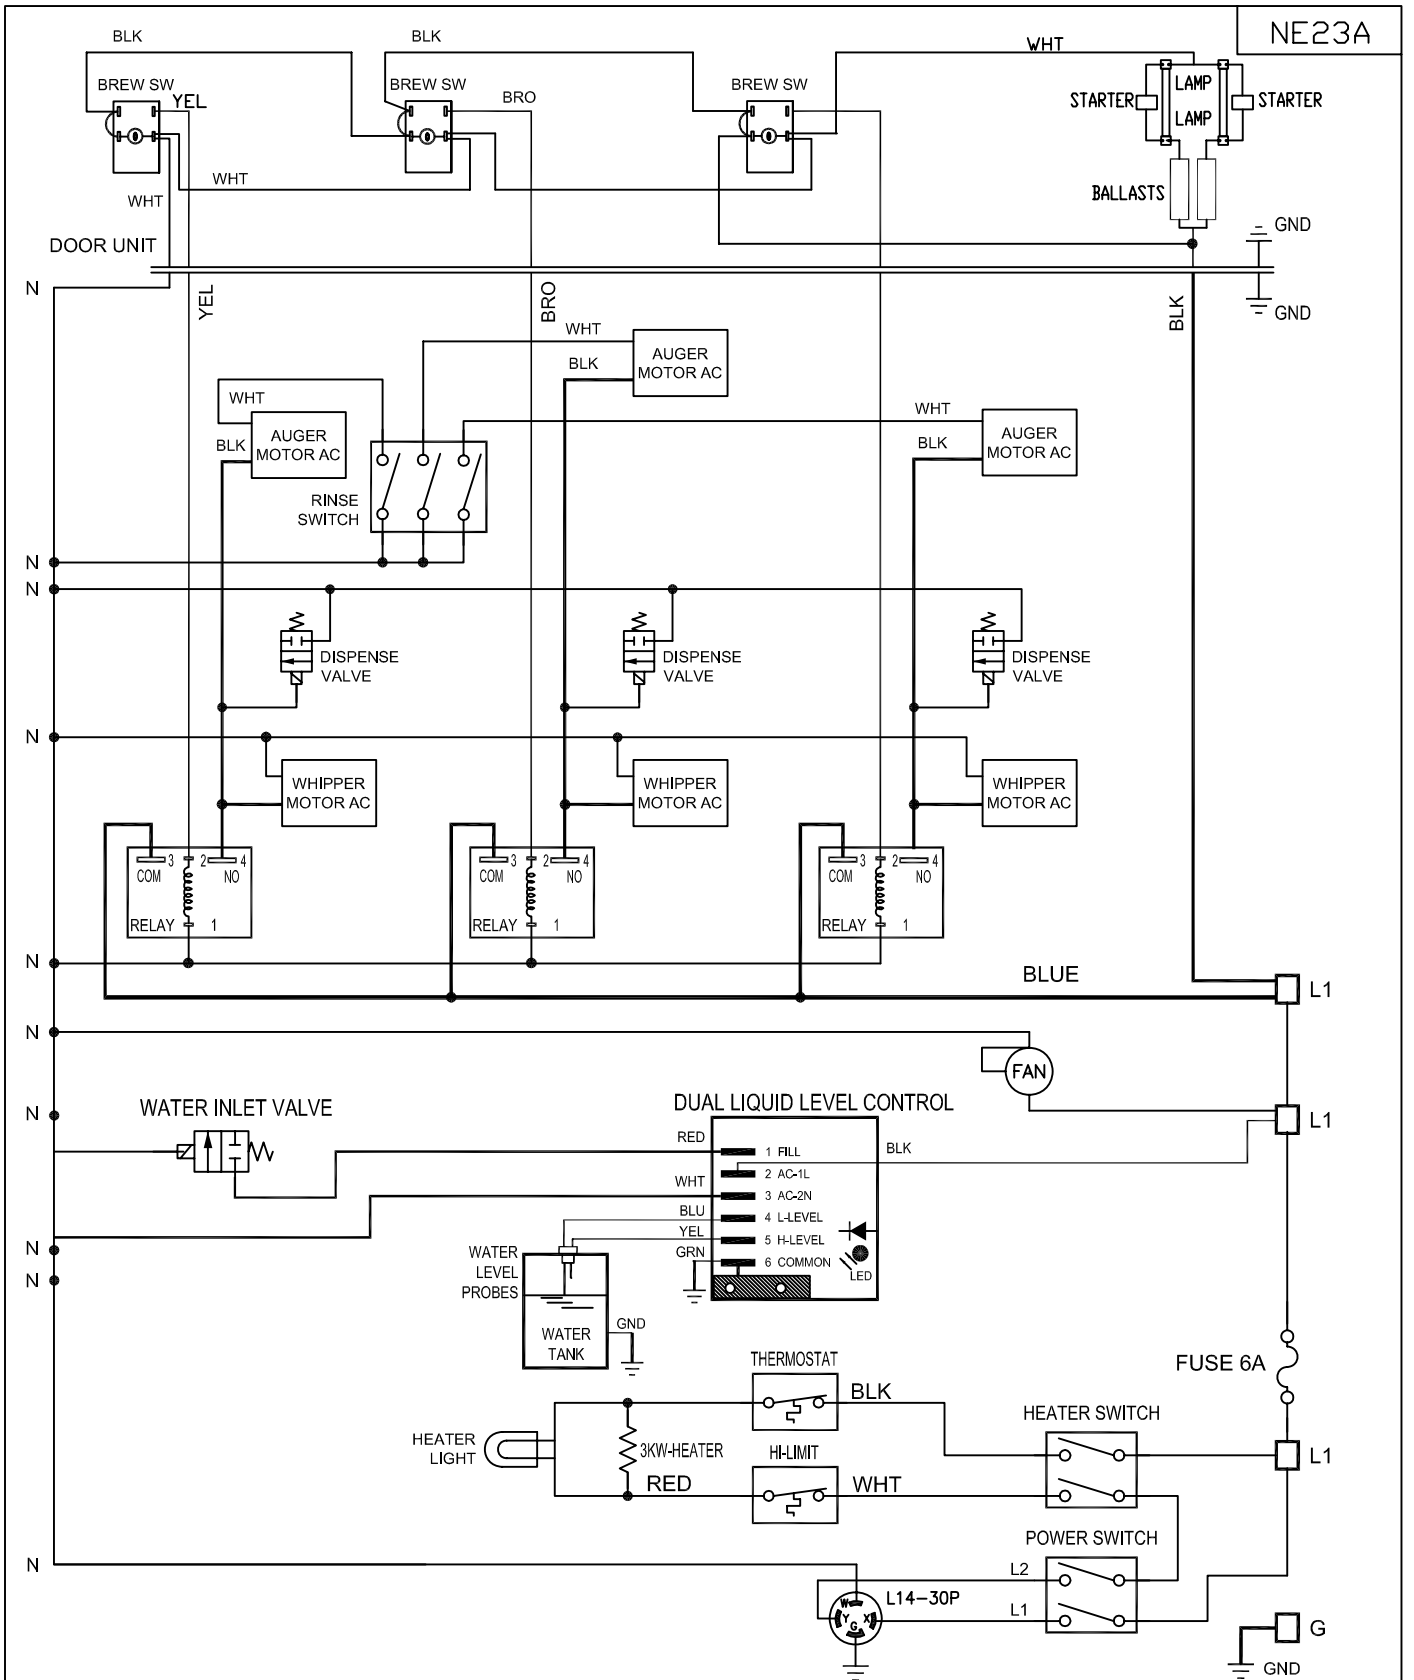 NE23A
BLK
BLK
WHT
BREW SW
BREW SW
BREW SW
YEL
BRO
LAMP
LAMP
STARTER
STARTER
WHT
WHT
BALLASTS
DOOR UNIT
GND
GND
N
YEL
BRO
BLK
WHT
BLK
AUGER
MOTOR AC
WHT
BLK
AUGER
MOTOR AC
WHT
BLK
AUGER
MOTOR AC
RINSE
SWITCH
N
N
DISPENSE
VALVE
DISPENSE
VALVE
DISPENSE
VALVE
N
WHIPPER
MOTOR AC
WHIPPER
MOTOR AC
WHIPPER
MOTOR AC
3 2 4
COM NO
RELAY 1
3 2 4
COM NO
RELAY 1
3 2 4
COM NO
RELAY 1
N
BLUE
L1
N
FAN
N
L1
WATER INLET VALVE
DUAL LIQUID LEVEL CONTROL
RED
1 FILL
BLK
2 AC-1L
WHT
3 AC-2N
BLU
4 L-LEVEL
YEL
5 H-LEVEL
GRN
6 COMMON
LED
N
N
WATER
LEVEL
PROBES
WATER
TANK
GND
FUSE 6A
THERMOSTAT
BLK
HEATER SWITCH
HEATER
LIGHT
3KW-HEATER
HI-LIMIT
RED
WHT
L1
POWER SWITCH
N
L2
L14-30P
L1
W
Y
G
X
G
GND